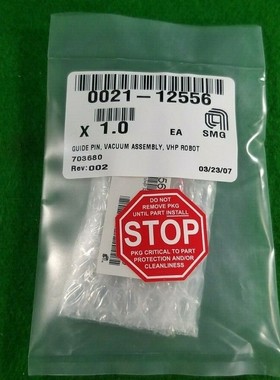 0021-12556
X 1.0 EA SMG
GUIDE PIN, VACUUM ASSEMBLY, VHP ROBOT
703680
Rev: 002 03/23/07
DO NOT
REMOVE PKG
UNTIL PART INSTALL
STOP
PKG CRITICAL TO PART
PROTECTION AND/OR
CLEANLINESS